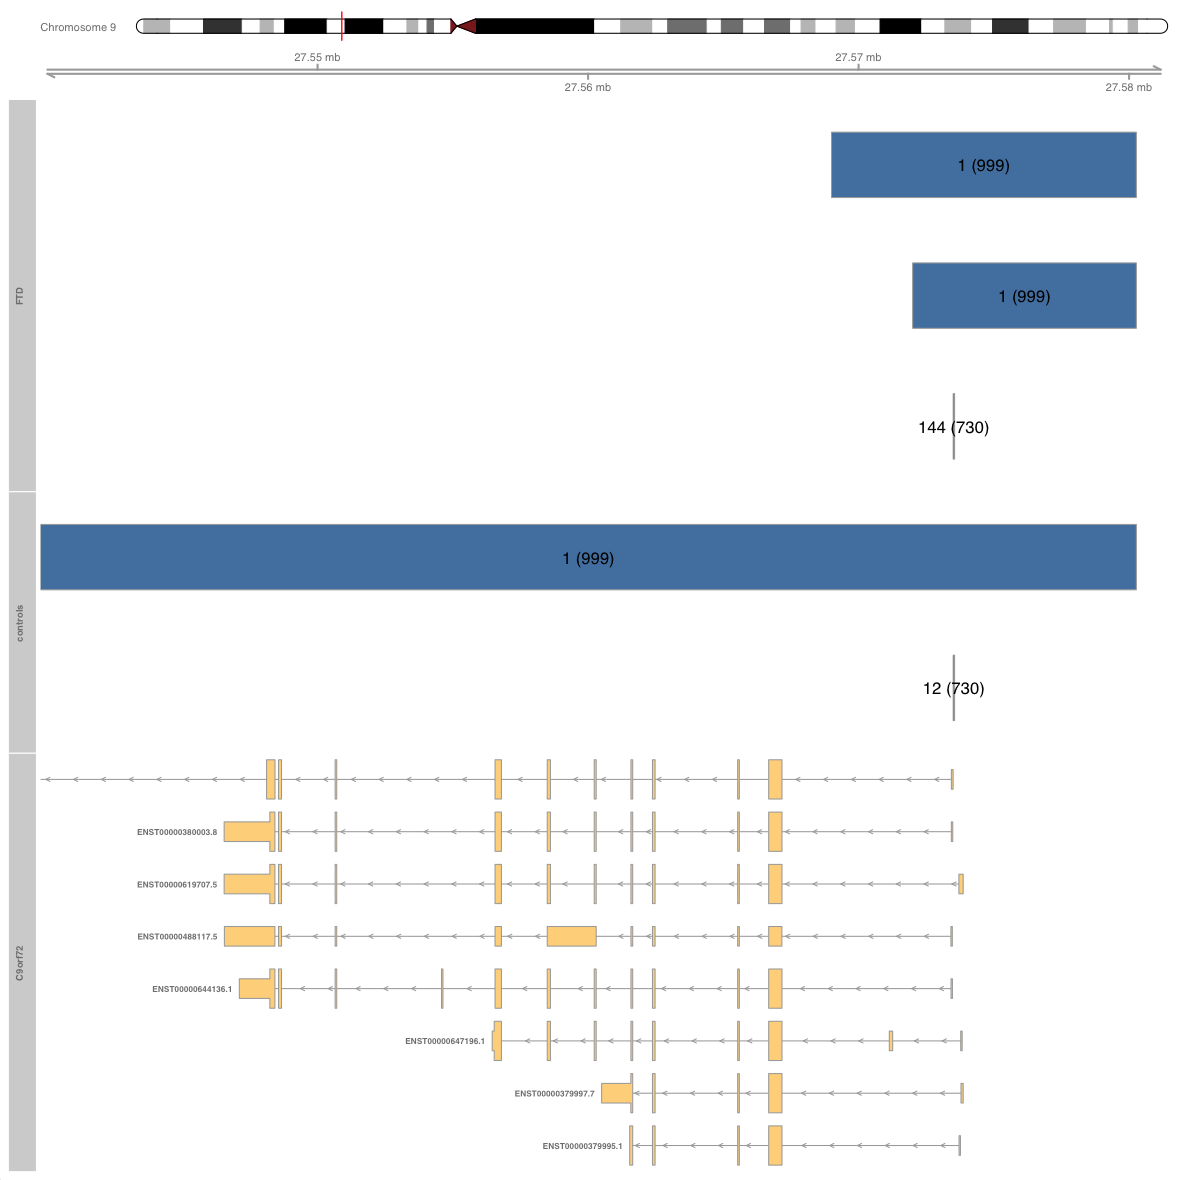 Chromosome 9
27.55 mb
27.57 mb
27.56 mb
27.58 mb
FTD
1 (999)
1 (999)
144 (730)
controls
1 (999)
12 (730)
C9orf72
ENST00000380003.8
ENST00000619707.5
ENST00000488117.5
ENST00000644136.1
ENST00000647196.1
ENST00000379997.7
ENST00000379995.1